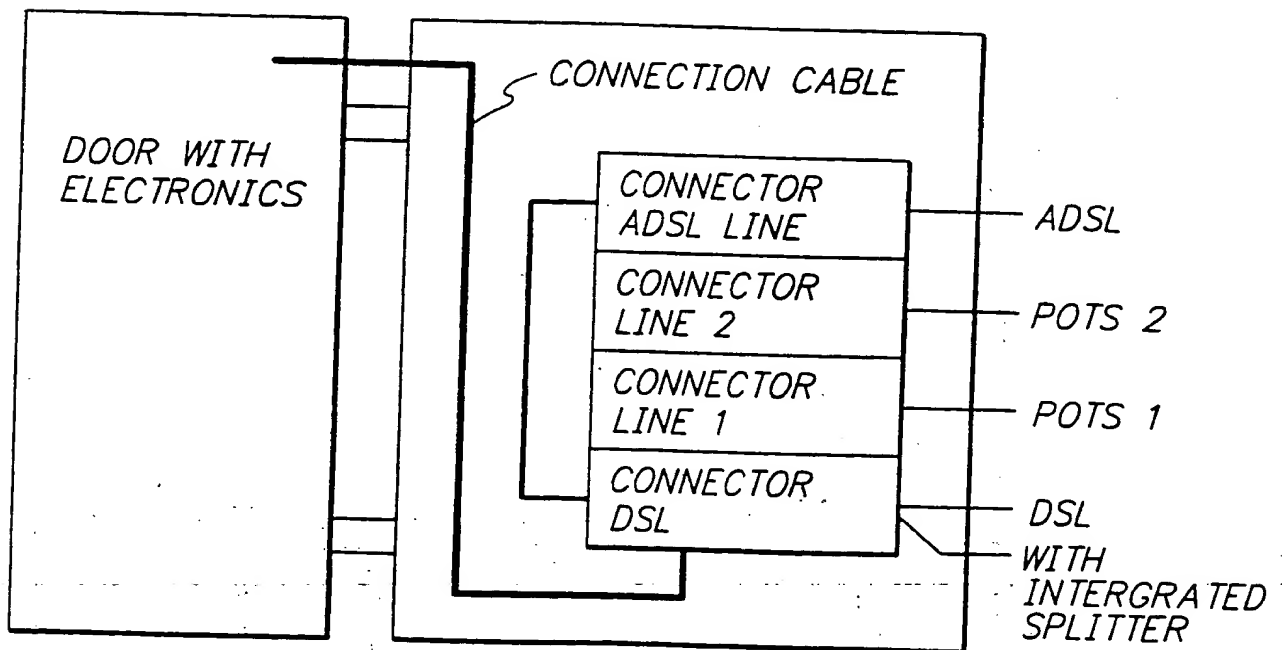 CONNECTION CABLE
DOOR WITH
ELECTRONICS
CONNECTOR
ADSL LINE
ADSL
CONNECTOR
LINE 2
POTS 2
CONNECTOR
LINE 1
POTS 1
CONNECTOR
DSL
DSL
WITH
INTERGRATED
SPLITTER